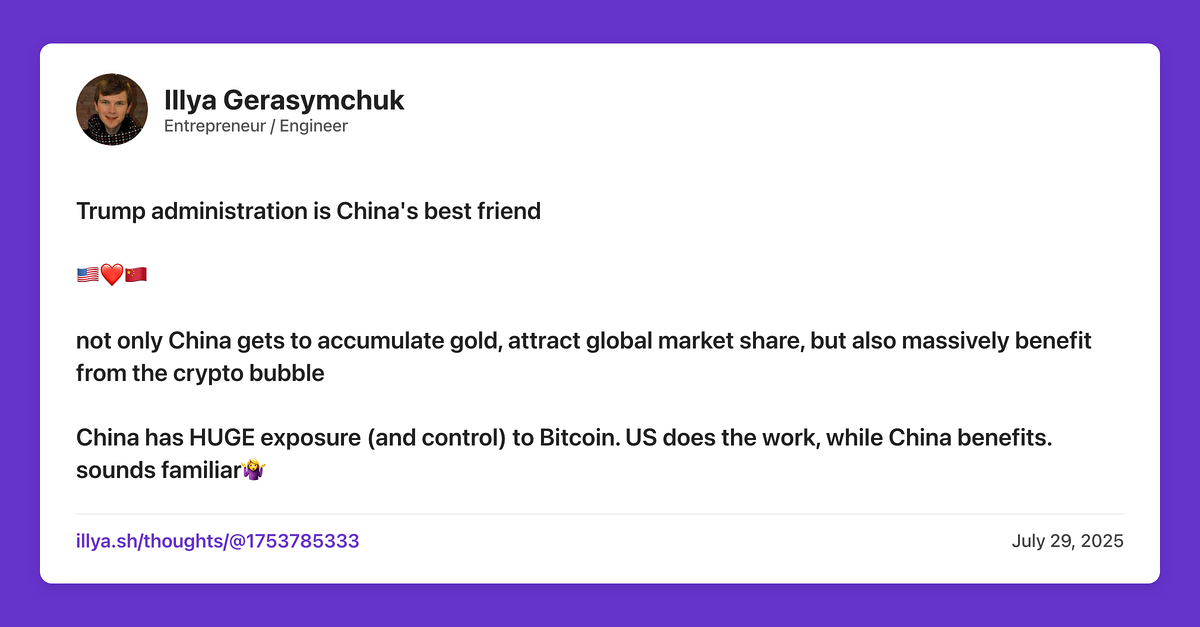 Illya Gerasymchuk
Entrepreneur / Engineer
Trump administration is China's best friend
🇺🇸❤️🇨🇳
not only China gets to accumulate gold, attract global market share, but also massively benefit
from the crypto bubble
China has HUGE exposure (and control) to Bitcoin. US does the work, while China benefits.
sounds familiar🤷‍♀️
illya.sh/thoughts/@1753785333
July 29, 2025